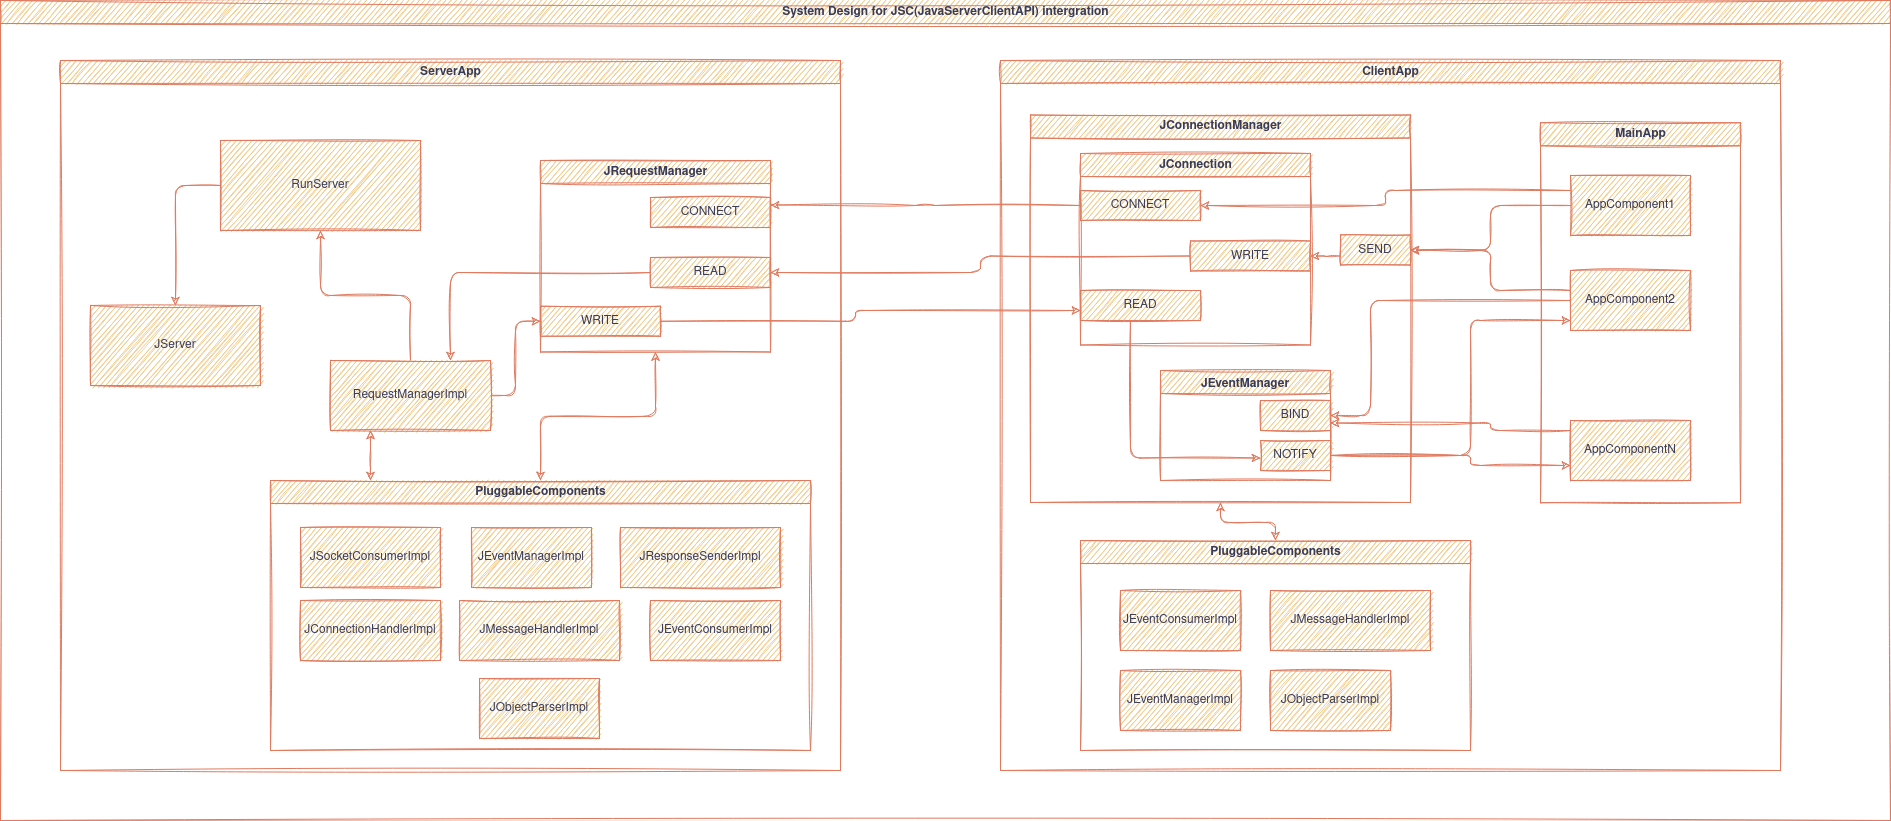 System Design for JSC(JavaServerClientAPI) intergration
ServerApp
RunServer
JServer
RequestManagerImpl
JRequestManager
CONNECT
READ
WRITE
PluggableComponents
JSocketConsumerImpl
JEventManagerImpl
JResponseSenderImpl
JConnectionHandlerImpl
JMessageHandlerImpl
JEventConsumerImpl
JObjectParserImpl
ClientApp
JConnectionManager
JConnection
CONNECT
WRITE
READ
SEND
JEventManager
BIND
NOTIFY
MainApp
AppComponent1
AppComponent2
AppComponentN
PluggableComponents
JEventConsumerImpl
JMessageHandlerImpl
JEventManagerImpl
JObjectParserImpl